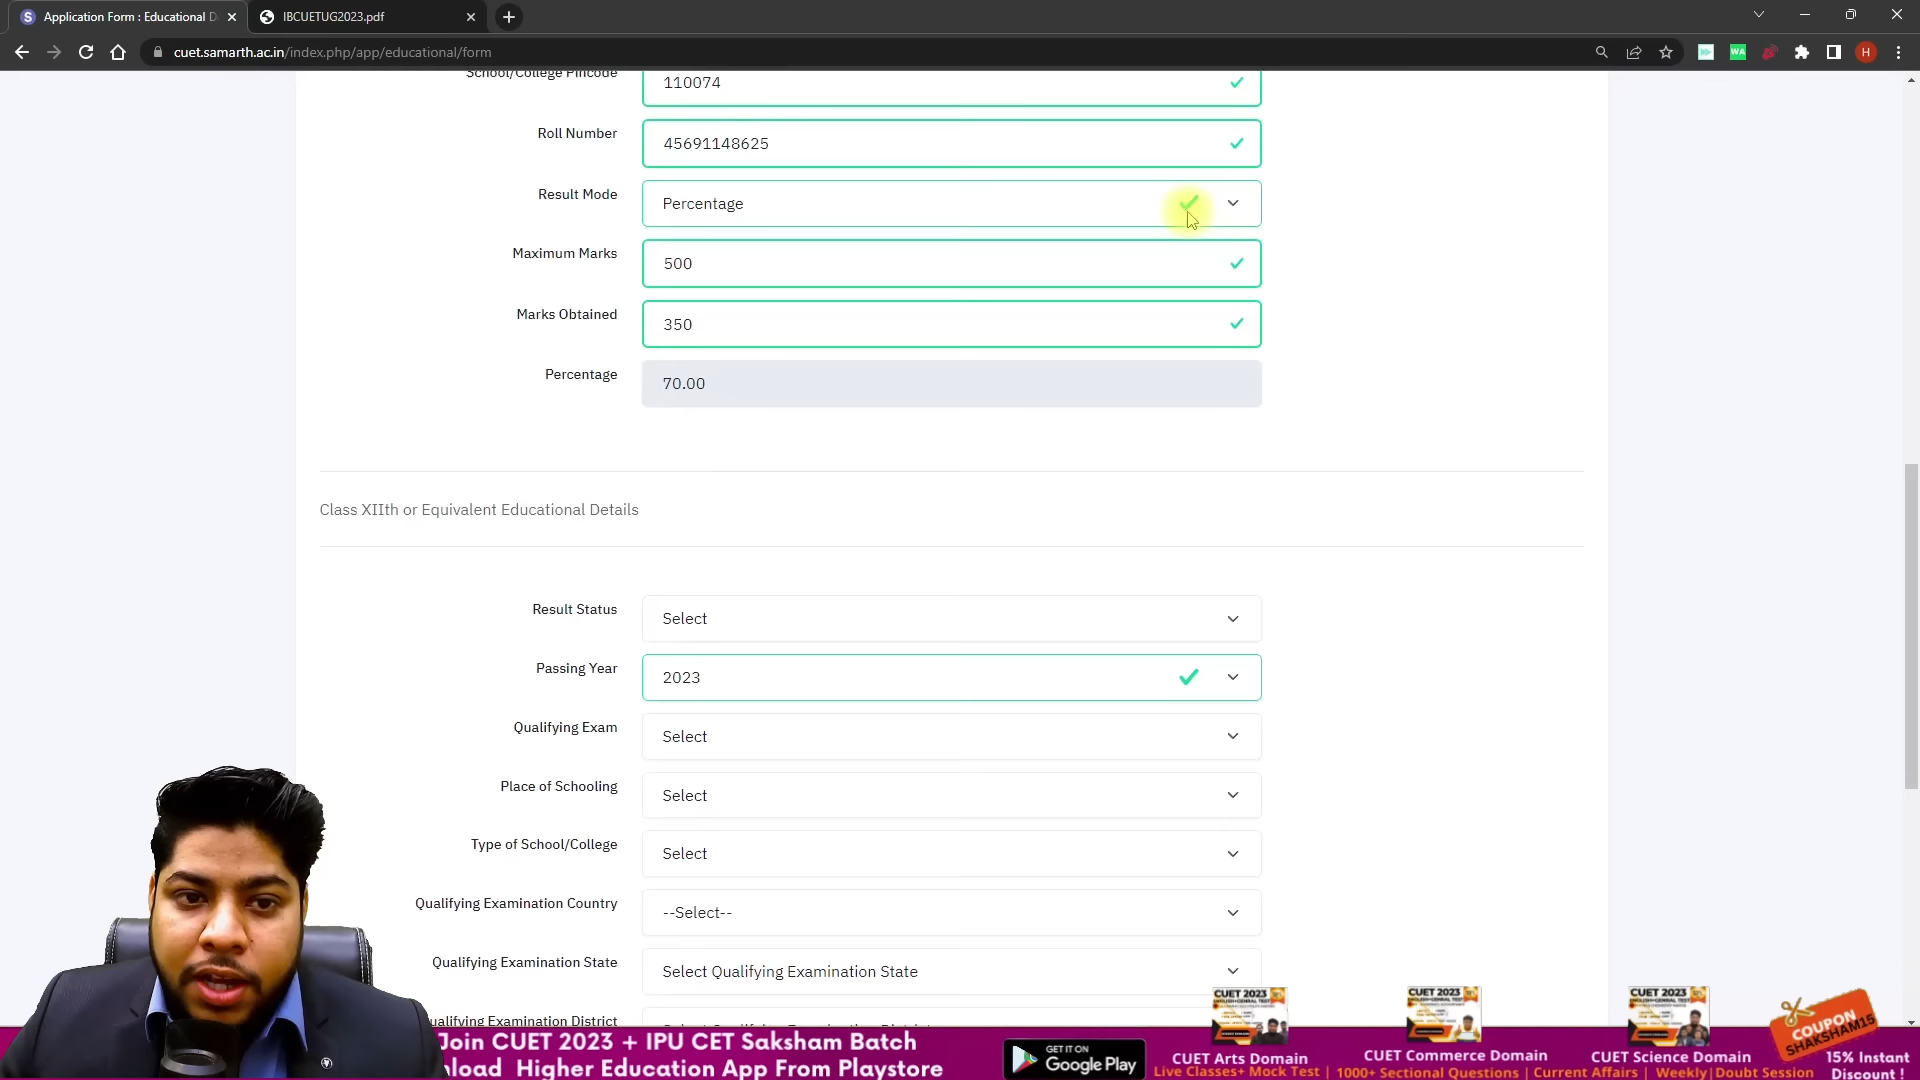 Application Form : Educational D
IBCUETUG2023.pdf
cuet.samarth.ac.in/index.php/app/educational/form
H
WA
School/College Pincode
110074
Roll Number
45691148625
Result Mode
Percentage
Maximum Marks
500
Marks Obtained
350
Percentage
70.00
Class XIIth or Equivalent Educational Details
Result Status
Select
Passing Year
2023
Qualifying Exam
Select
Place of Schooling
Select
Type of School/College
Select
Qualifying Examination Country
--Select--
Qualifying Examination State
Select Qualifying Examination State
ualifying Examination District
Join CUET 2023 + IPU CET Saksham Batch
nload Higher Education App From Playstore
GET IT ON
Google Play
CUET 2023
CUET Arts Domain
CUET 2023
CUET Commerce Domain
CUET 2023
CUET Science Domain
Live Classes+ Mock Test | 1000+ Sectional Questions | Current Affairs | Weekly|Doubt Session
COUPON
SHAKSHAM15
15% Instant
Discount !